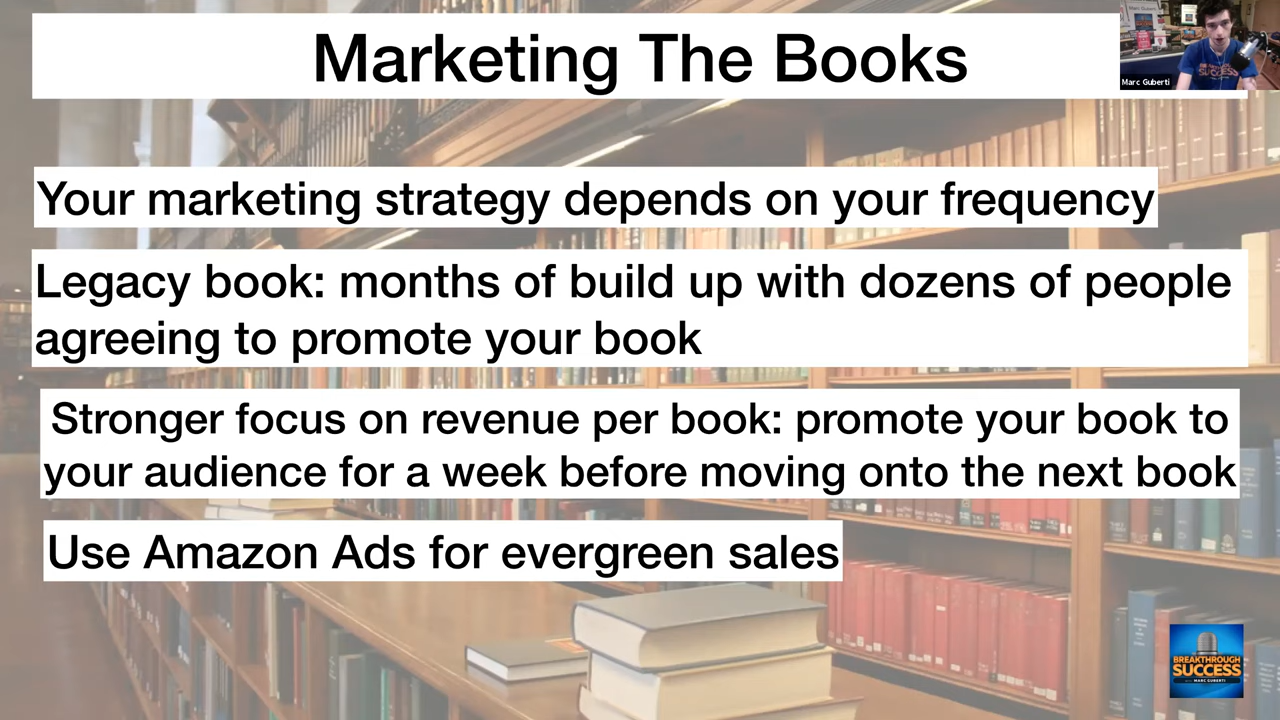 Marketing The Books
Marc Guberti
Your marketing strategy depends on your frequency
Legacy book: months of build up with dozens of people
agreeing to promote your book
Stronger focus on revenue per book: promote your book to
your audience for a week before moving onto the next book
Use Amazon Ads for evergreen sales
BREAKTHROUGH
SUCCESS
WITH MARC GUBERTI